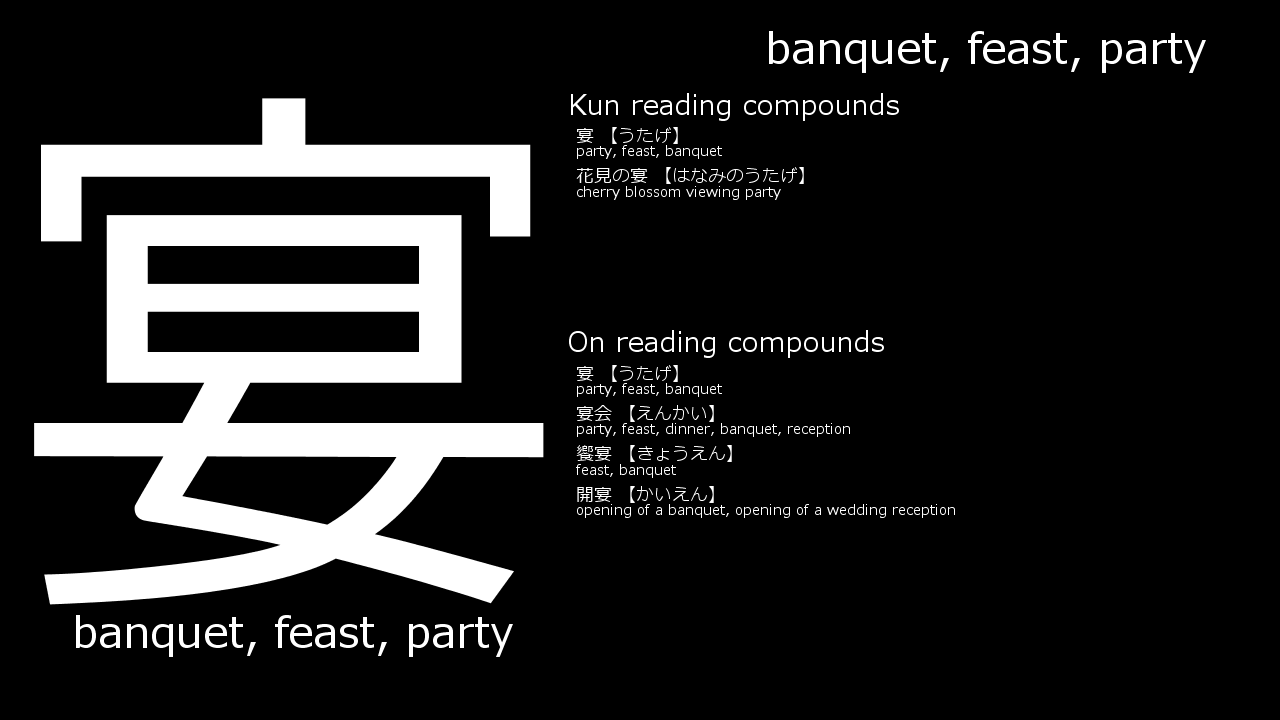 banquet, feast, party
宴
banquet, feast, party
Kun reading compounds
宴 【うたげ】
party, feast, banquet
花見の宴 【はなみのうたげ】
cherry blossom viewing party
On reading compounds
宴 【うたげ】
party, feast, banquet
宴会 【えんかい】
party, feast, dinner, banquet, reception
饗宴 【きょうえん】
feast, banquet
開宴 【かいえん】
opening of a banquet, opening of a wedding reception